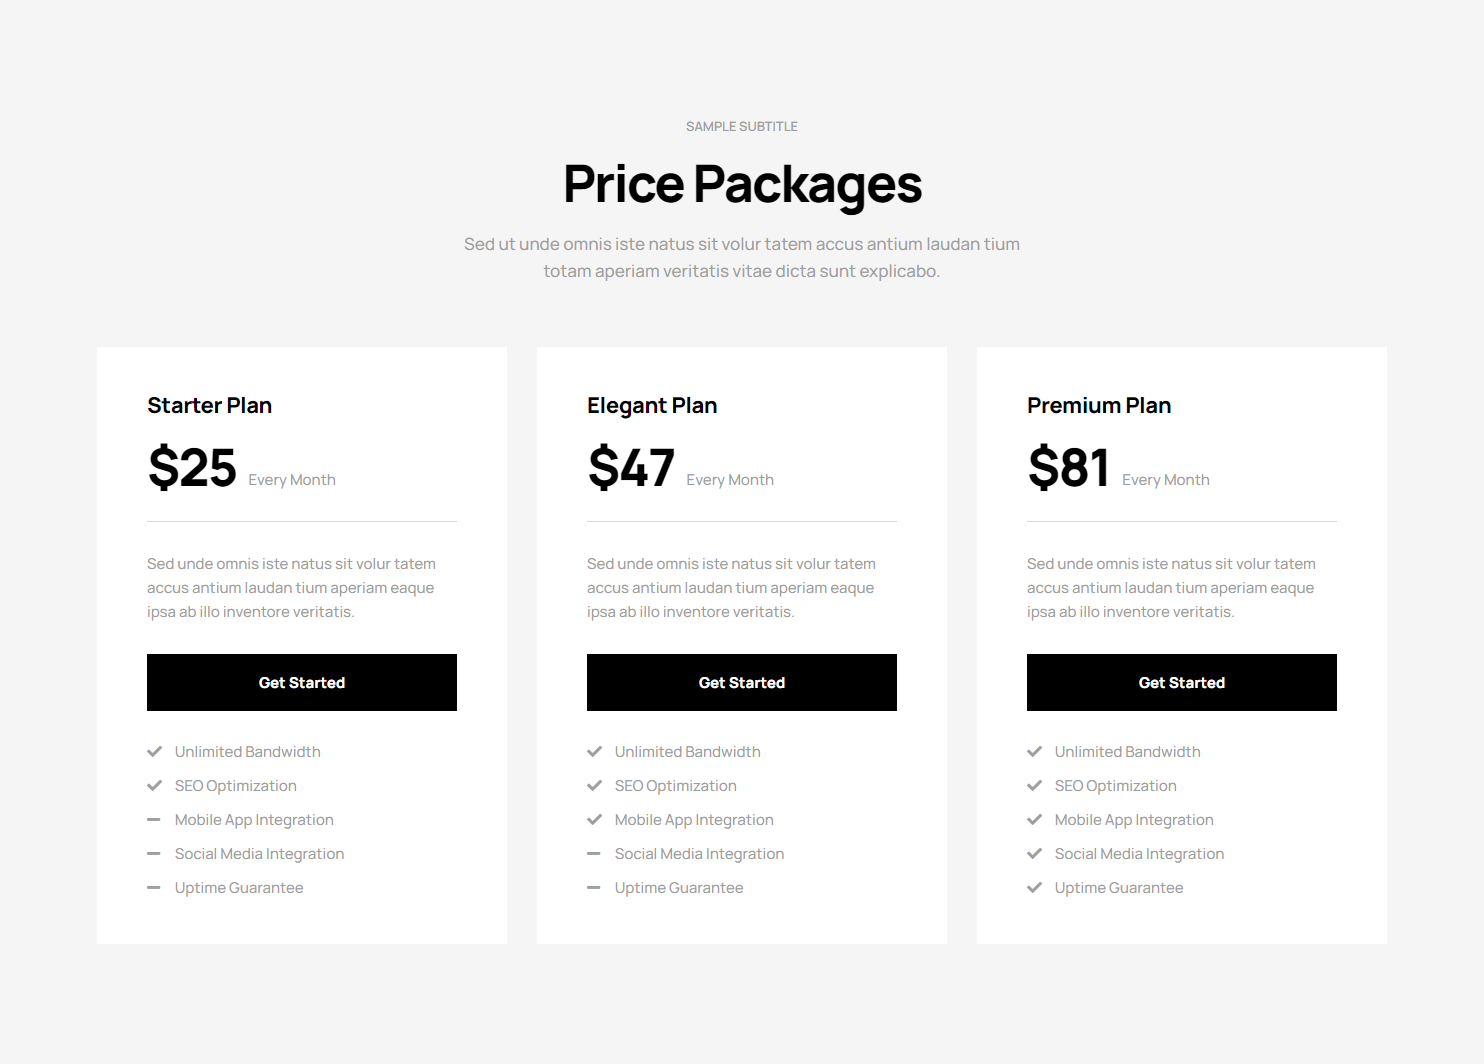 SAMPLE SUBTITLE
Price Packages
Sed ut unde omnis iste natus sit volur tatem accus antium laudan tium
totam aperiam veritatis vitae dicta sunt explicabo.
Starter Plan
$25 Every Month
Sed unde omnis iste natus sit volur tatem
accus antium laudan tium aperiam eaque
ipsa ab illo inventore veritatis.
Get Started
Unlimited Bandwidth
SEO Optimization
Mobile App Integration
Social Media Integration
Uptime Guarantee
Elegant Plan
$47 Every Month
Sed unde omnis iste natus sit volur tatem
accus antium laudan tium aperiam eaque
ipsa ab illo inventore veritatis.
Get Started
Unlimited Bandwidth
SEO Optimization
Mobile App Integration
Social Media Integration
Uptime Guarantee
Premium Plan
$81 Every Month
Sed unde omnis iste natus sit volur tatem
accus antium laudan tium aperiam eaque
ipsa ab illo inventore veritatis.
Get Started
Unlimited Bandwidth
SEO Optimization
Mobile App Integration
Social Media Integration
Uptime Guarantee